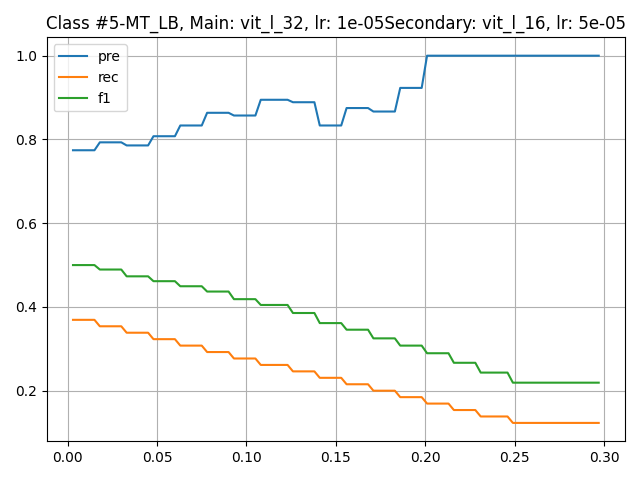 Class #5-MT_LB, Main: vit_l_32, lr: 1e-05Secondary: vit_l_16, lr: 5e-05
pre
rec
f1
1.0
0.8
0.6
0.4
0.2
0.00 0.05 0.10 0.15 0.20 0.25 0.30